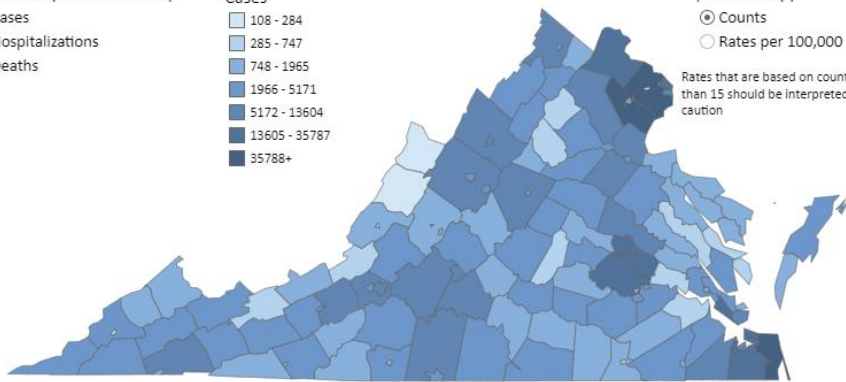 Cases
108 - 284
285 - 747
748 - 1965
1966 - 5171
5172 - 13604
13605 - 35787
35788+
Counts
Rates per 100,000
Rates that are based on count
than 15 should be interpreted
caution
ases
ospitalizations
eaths